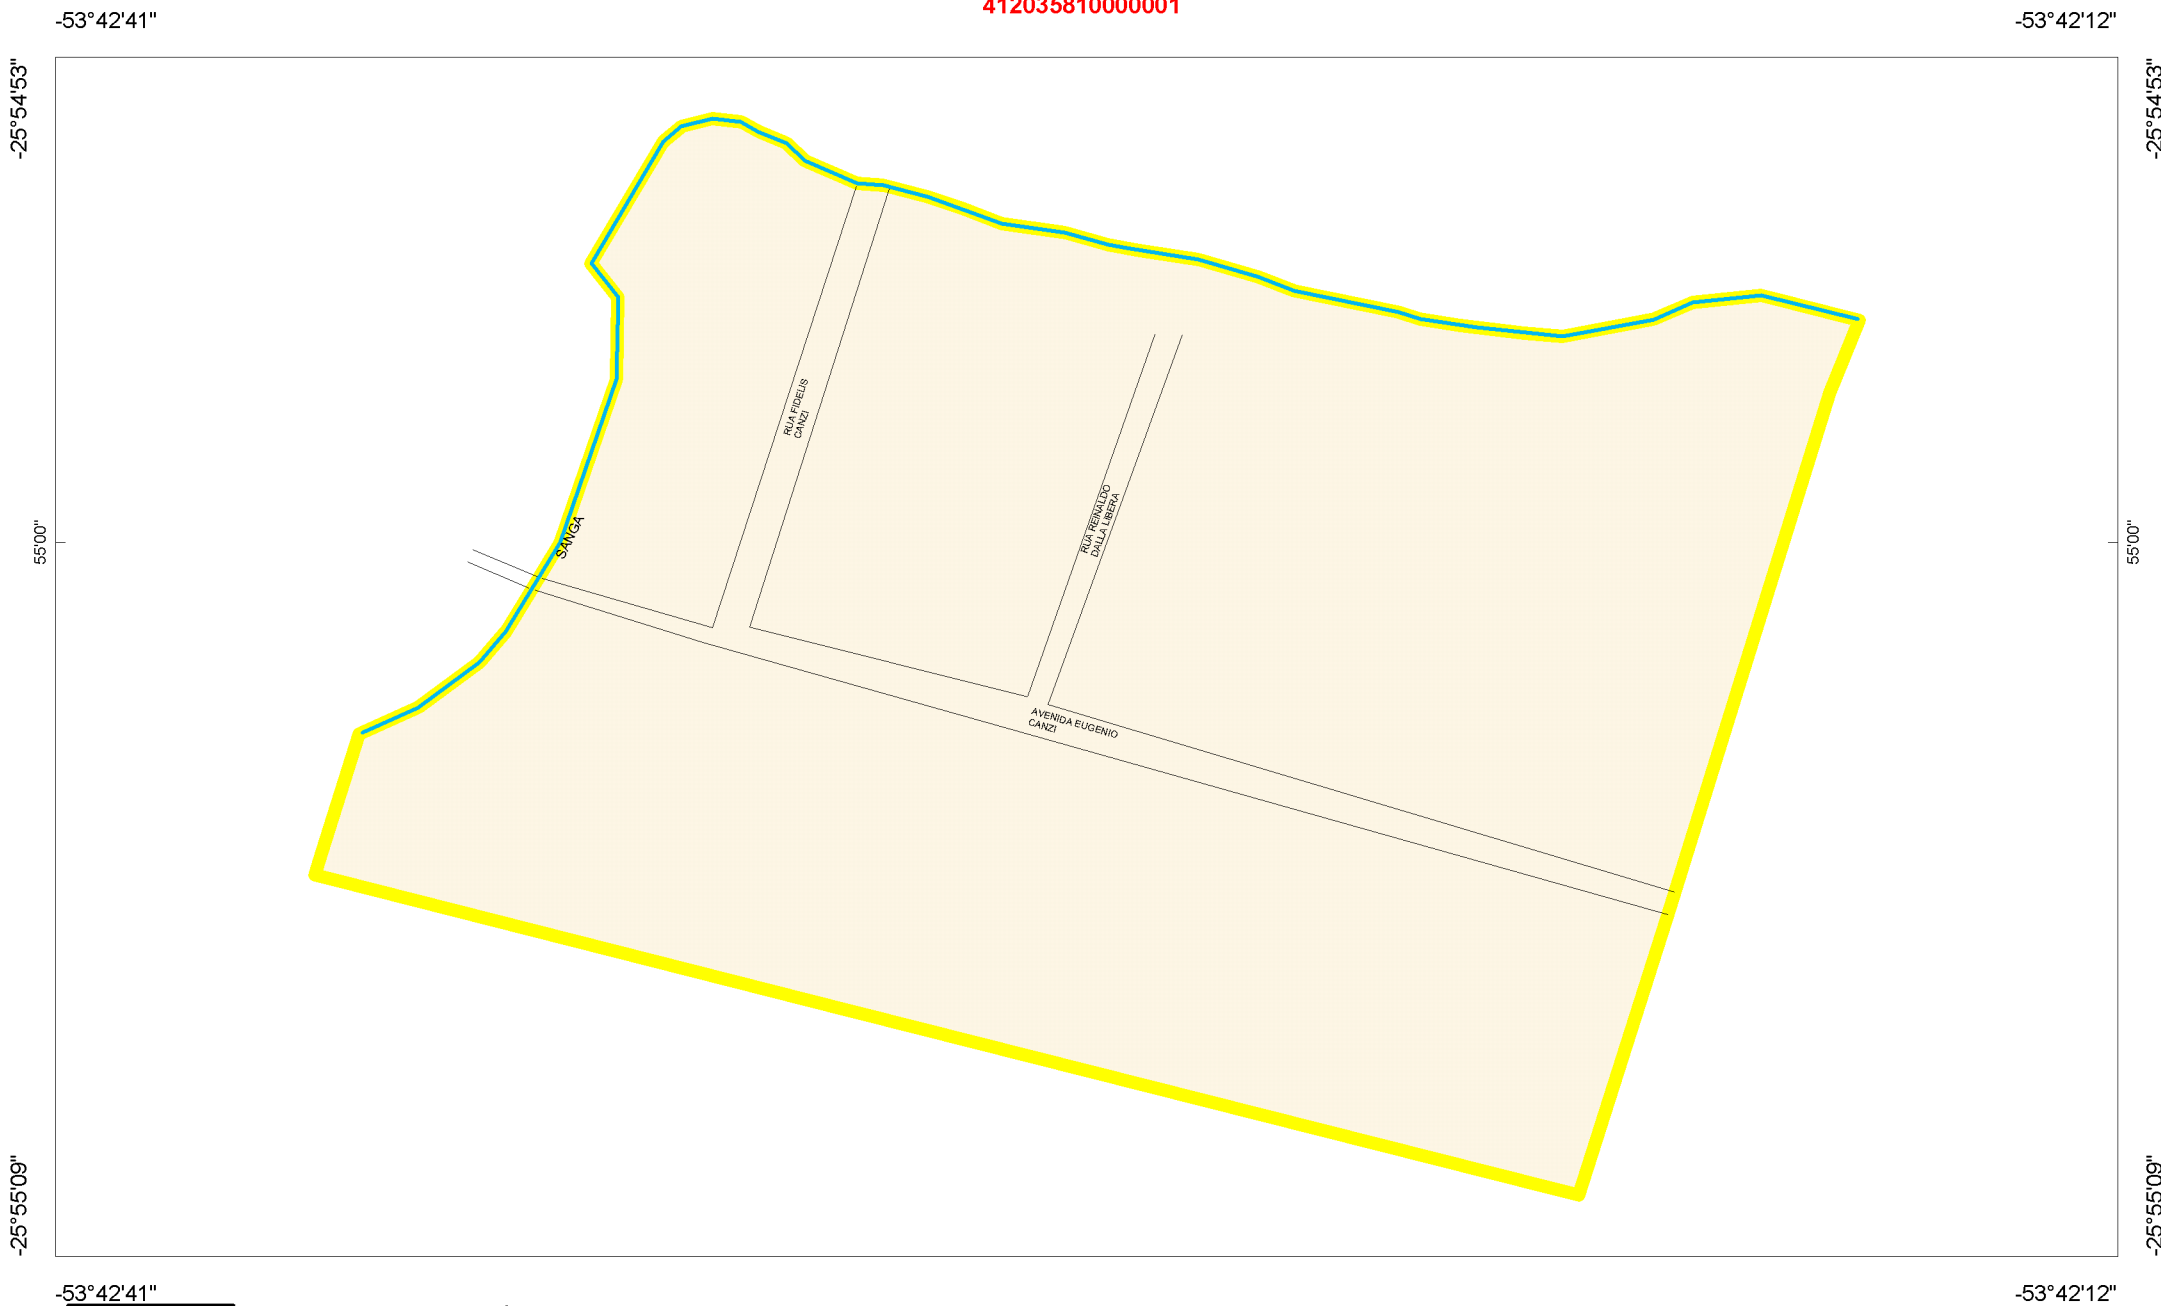 412035810000001
-53°42'41"
-53°42'12"
-25°54'53"
-25°54'53"
RUA FIDELIS
CANZI
RUA REINALDO
DALLA LIBERA
SANGA
55'00"
55'00"
AVENIDA EUGENIO
CANZI
-25°55'09"
-25°55'09"
-53°42'41"
-53°42'12"